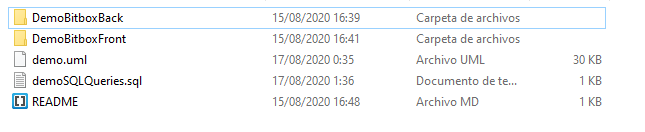 DemoBitboxBack 15/08/2020 16:39 Carpeta de archivos
DemoBitboxFront 15/08/2020 16:41 Carpeta de archivos
demo.uml 17/08/2020 0:35 Archivo UML 30 KB
demoSQLQueries.sql 17/08/2020 1:36 Documento de te... 1 KB
README 15/08/2020 16:48 Archivo MD 1 KB